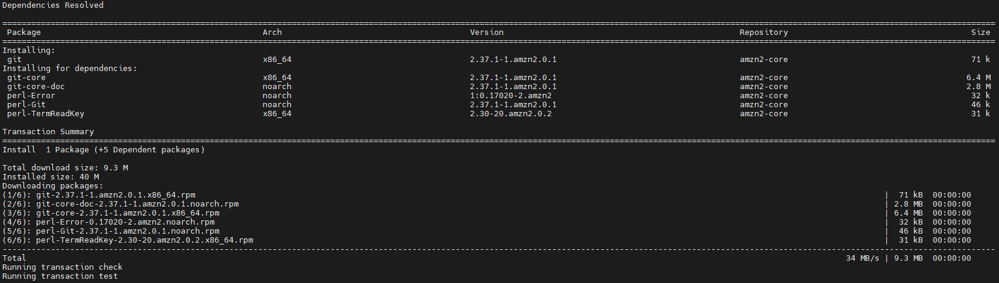 Dependencies Resolved
================================================================================
Package Arch Version Repository Size
================================================================================
Installing:
git x86_64 2.37.1-1.amzn2.0.1 amzn2-core 71 k
Installing for dependencies:
git-core x86_64 2.37.1-1.amzn2.0.1 amzn2-core 6.4 M
git-core-doc noarch 2.37.1-1.amzn2.0.1 amzn2-core 2.8 M
perl-Error noarch 1:0.17020-2.amzn2 amzn2-core 32 k
perl-Git noarch 2.37.1-1.amzn2.0.1 amzn2-core 46 k
perl-TermReadKey x86_64 2.30-20.amzn2.0.2 amzn2-core 31 k
Transaction Summary
================================================================================
Install 1 Package (+5 Dependent packages)
Total download size: 9.3 M
Installed size: 40 M
Downloading packages:
(1/6): git-2.37.1-1.amzn2.0.1.x86_64.rpm | 71 kB 00:00:00
(2/6): git-core-doc-2.37.1-1.amzn2.0.1.noarch.rpm | 2.8 MB 00:00:00
(3/6): git-core-2.37.1-1.amzn2.0.1.x86_64.rpm | 6.4 MB 00:00:00
(4/6): perl-Error-0.17020-2.amzn2.noarch.rpm | 32 kB 00:00:00
(5/6): perl-Git-2.37.1-1.amzn2.0.1.noarch.rpm | 46 kB 00:00:00
(6/6): perl-TermReadKey-2.30-20.amzn2.0.2.x86_64.rpm | 31 kB 00:00:00
--------------------------------------------------------------------------------
Total 34 MB/s | 9.3 MB 00:00:00
Running transaction check
Running transaction test